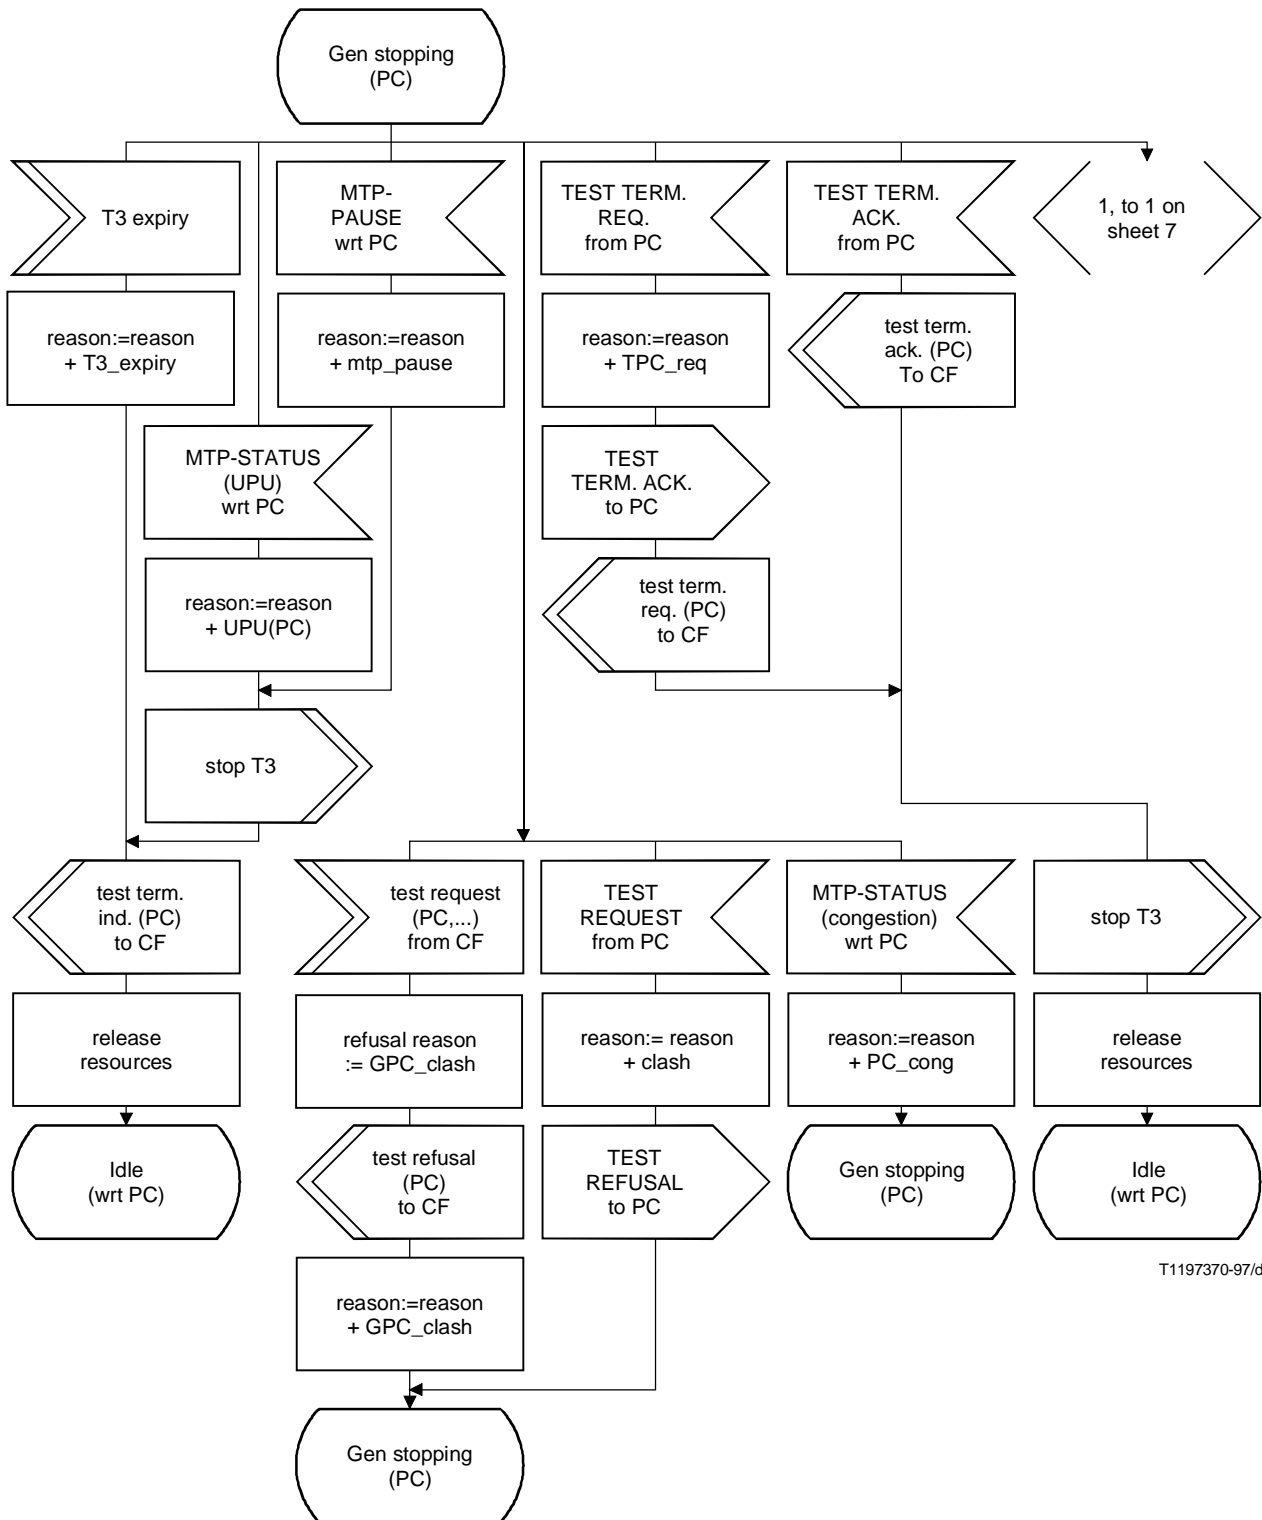 Gen stopping
(PC)
T3 expiry
MTP-
PAUSE
wrt PC
TEST TERM.
REQ.
from PC
TEST TERM.
ACK.
from PC
1, to 1 on
sheet 7
reason:=reason
+ T3_expiry
reason:=reason
+ mtp_pause
reason:=reason
+ TPC_req
test term.
ack. (PC)
To CF
MTP-STATUS
(UPU)
wrt PC
TEST
TERM. ACK.
to PC
reason:=reason
+ UPU(PC)
test term.
req. (PC)
to CF
stop T3
test term.
ind. (PC)
to CF
test request
(PC,...)
from CF
TEST
REQUEST
from PC
MTP-STATUS
(congestion)
wrt PC
stop T3
release
resources
refusal reason
:= GPC_clash
reason:= reason
+ clash
reason:=reason
+ PC_cong
release
resources
Idle
(wrt PC)
test refusal
(PC)
to CF
TEST
REFUSAL
to PC
Gen stopping
(PC)
Idle
(wrt PC)
T1197370-97/d
reason:=reason
+ GPC_clash
Gen stopping
(PC)